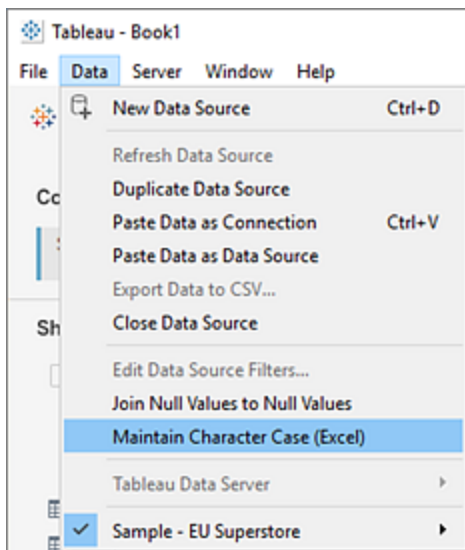 Tableau - Book1
File Data Server Window Help
New Data Source Ctrl+D
Refresh Data Source
Duplicate Data Source
Co
Paste Data as Connection Ctrl+V
Paste Data as Data Source
Export Data to CSV...
Close Data Source
Sh
Edit Data Source Filters...
Join Null Values to Null Values
Maintain Character Case (Excel)
Tableau Data Server
Sample - EU Superstore